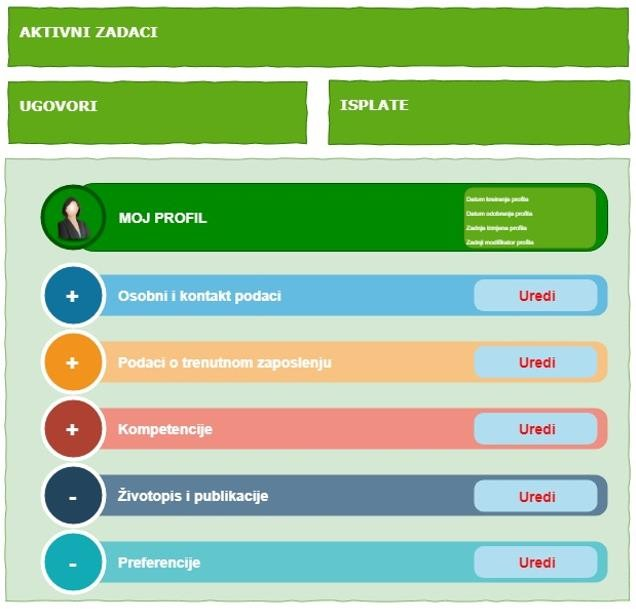 AKTIVNI ZADACI
UGOVORI
ISPLATE
MOJ PROFIL
Datum kreiranja profila
Datum odobrenja profila
Zadnja izmjena profila
Zadnji modifikator profila
+
Osobni i kontakt podaci
Uredi
+
Podaci o trenutnom zaposlenju
Uredi
+
Kompetencije
Uredi
-
Životopis i publikacije
Uredi
-
Preferencije
Uredi